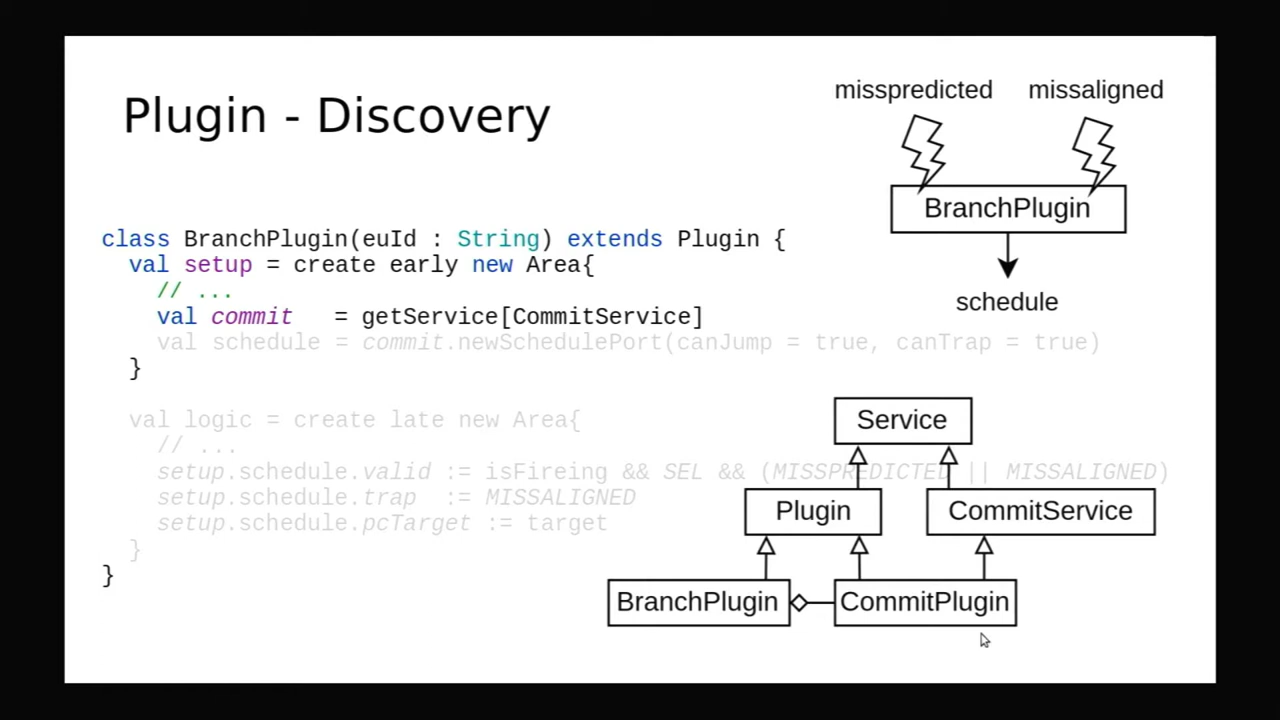 Plugin - Discovery
misspredicted missaligned
BranchPlugin
schedule
class BranchPlugin(euId : String) extends Plugin {
val setup = create early new Area{
// ...
val commit = getService[CommitService]
val schedule = commit.newSchedulePort(canJump = true, canTrap = true)
}
val logic = create late new Area{
// ...
setup.schedule.valid := isFireing && SEL && (MISSPREDICTED || MISSALIGNED)
setup.schedule.trap := MISSALIGNED
setup.schedule.pcTarget := target
}
}
Service
Plugin CommitService
BranchPlugin CommitPlugin